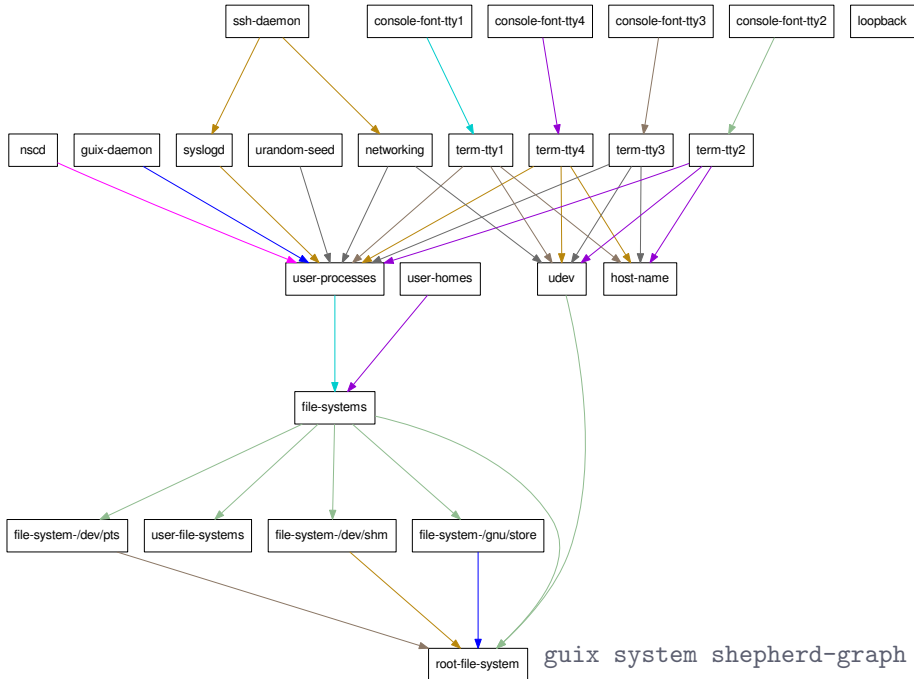 ssh-daemon
console-font-tty1
console-font-tty4
console-font-tty3
console-font-tty2
loopback
nscd
guix-daemon
syslogd
urandom-seed
networking
term-tty1
term-tty4
term-tty3
term-tty2
user-processes
user-homes
udev
host-name
file-systems
file-system-/dev/pts
user-file-systems
file-system-/dev/shm
file-system-/gnu/store
root-file-system
guix system shepherd-graph